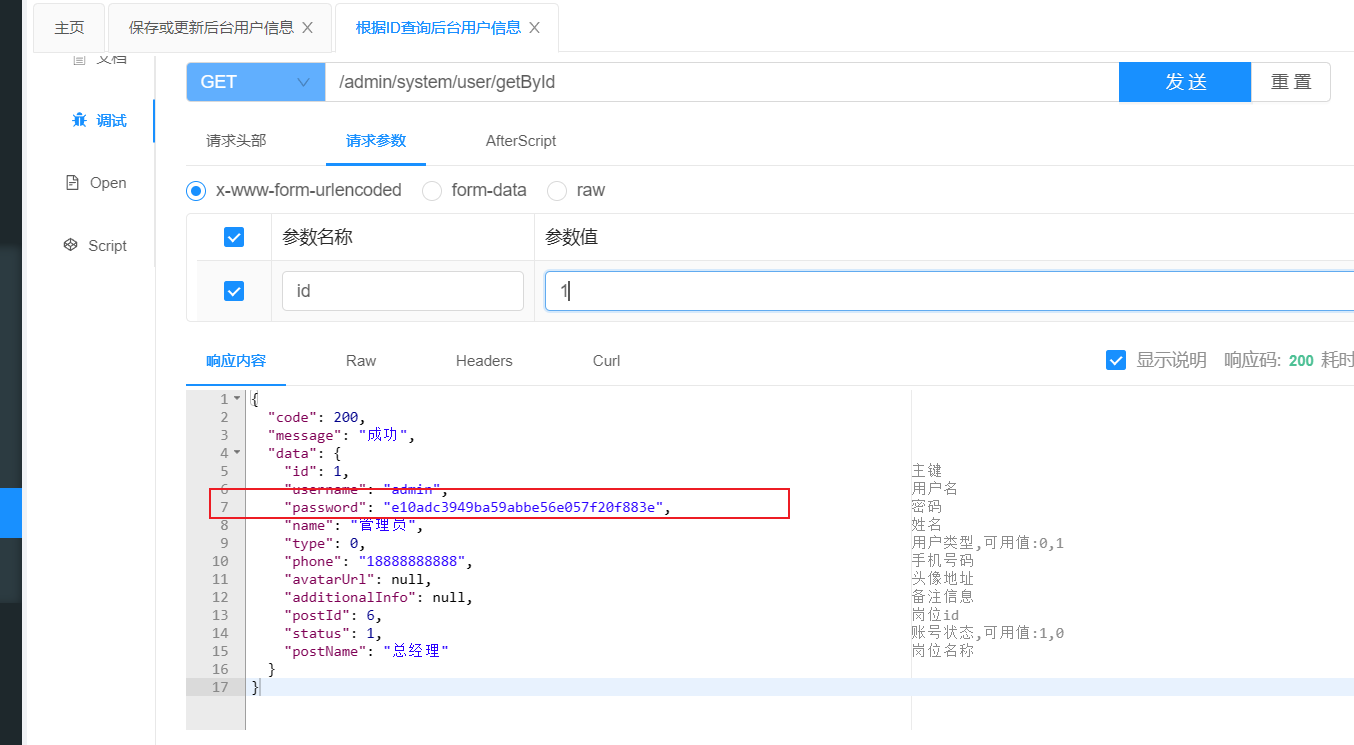 主页 保存或更新后台用户信息 × 根据ID查询后台用户信息 ×
文档
GET /admin/system/user/getById 发送 重置
调试
请求头部 请求参数 AfterScript
Open
x-www-form-urlencoded form-data raw
参数名称 参数值
Script
id 1
响应内容 Raw Headers Curl 显示说明 响应码: 200 耗时
1 {
2 "code": 200,
3 "message": "成功",
4 "data": {
5 "id": 1, 主键
6 "username": "admin", 用户名
7 "password": "e10adc3949ba59abbe56e057f20f883e", 密码
8 "name": "管理员", 姓名
9 "type": 0, 用户类型,可用值:0,1
10 "phone": "18888888888", 手机号码
11 "avatarUrl": null, 头像地址
12 "additionalInfo": null, 备注信息
13 "postId": 6, 岗位id
14 "status": 1, 账号状态,可用值:1,0
15 "postName": "总经理" 岗位名称
16 }
17 }